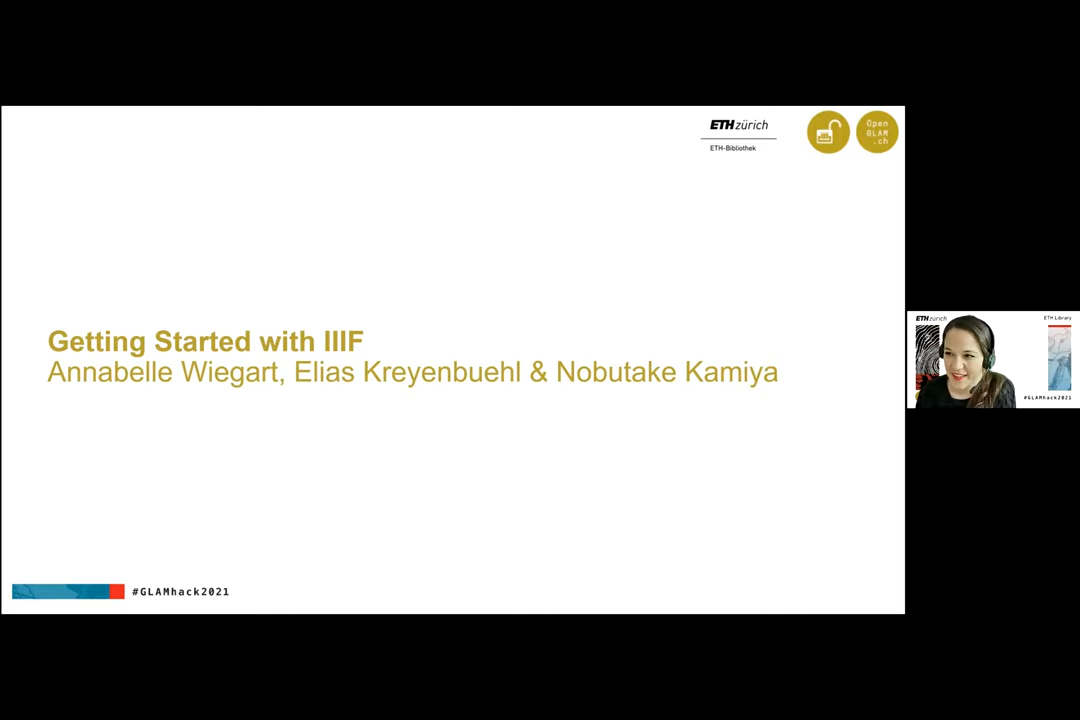 ETH zürich
ETH-Bibliothek
Open
GLAM
.ch
Getting Started with IIIF
Annabelle Wiegart, Elias Kreyenbuehl & Nobutake Kamiya
#GLAMhack2021
ETH zürich
ETH Library
#GLAMhack2021